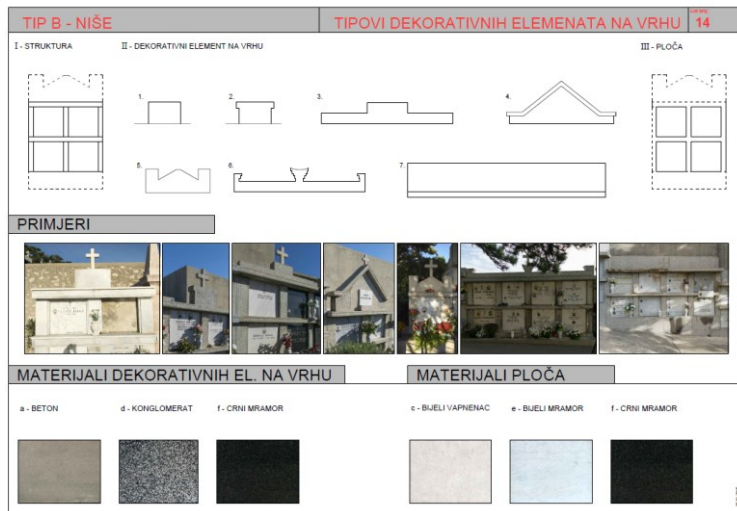 TIP B - NIŠE
TIPOVI DEKORATIVNIH ELEMENATA NA VRHU
14
I - STRUKTURA
II - DEKORATIVNI ELEMENT NA VRHU
III - PLOČA
1.
2.
3.
4.
5.
6.
7.
PRIMJERI
MATERIJALI DEKORATIVNIH EL. NA VRHU
MATERIJALI PLOČA
a - BETON
d - KONGLOMERAT
f - CRNI MRAMOR
c - BIJELI VAPNENAC
e - BIJELI MRAMOR
f - CRNI MRAMOR